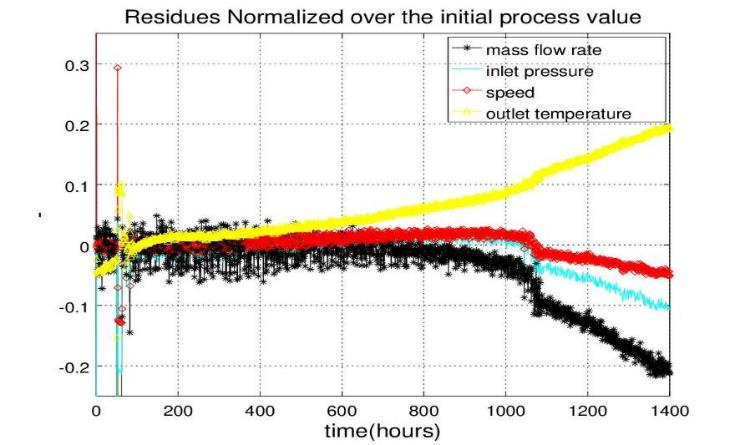 Residues Normalized over the initial process value
mass flow rate
inlet pressure
speed
outlet temperature
0.3
0.2
0.1
0
-0.1
-0.2
-
0 200 400 600 800 1000 1200 1400
time(hours)